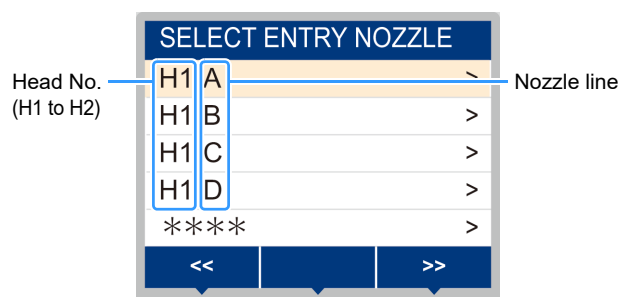 SELECT ENTRY NOZZLE
Head No.
(H1 to H2)
H1 A >
Nozzle line
H1 B >
H1 C >
H1 D >
**** >
<< >>